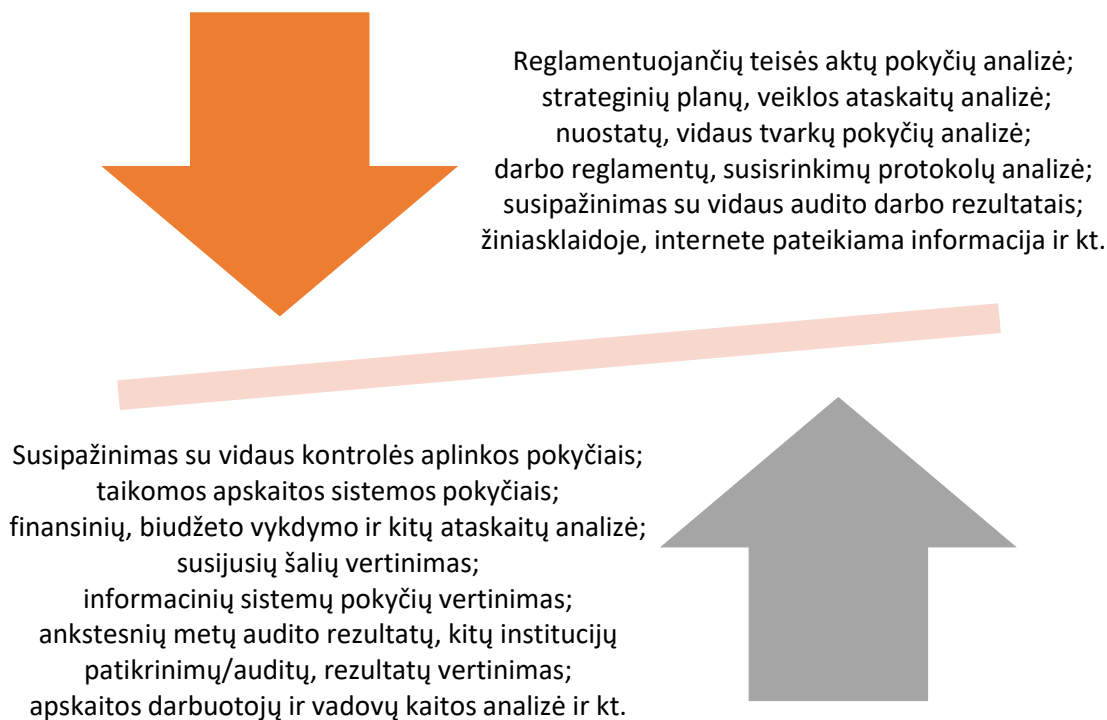 Reglamentuojančių teisės aktų pokyčių analizė;
strateginių planų, veiklos ataskaitų analizė;
nuostatų, vidaus tvarkų pokyčių analizė;
darbo reglamentų, susisrinkimų protokolų analizė;
susipažinimas su vidaus audito darbo rezultatais;
žiniasklaidoje, internete pateikiama informacija ir kt.
Susipažinimas su vidaus kontrolės aplinkos pokyčiais;
taikomos apskaitos sistemos pokyčiais;
finansinių, biudžeto vykdymo ir kitų ataskaitų analizė;
susijusių šalių vertinimas;
informacinių sistemų pokyčių vertinimas;
ankstesnių metų audito rezultatų, kitų institucijų
patikrinimų/auditų, rezultatų vertinimas;
apskaitos darbuotojų ir vadovų kaitos analizė ir kt.